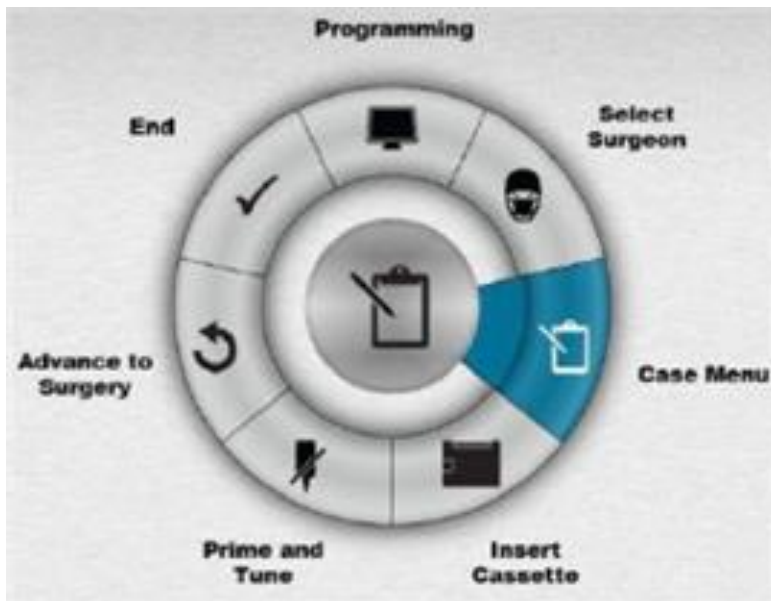 Programming
End
Select
Surgeon
Advance to
Surgery
Case Menu
Prime and
Tune
Insert
Cassette